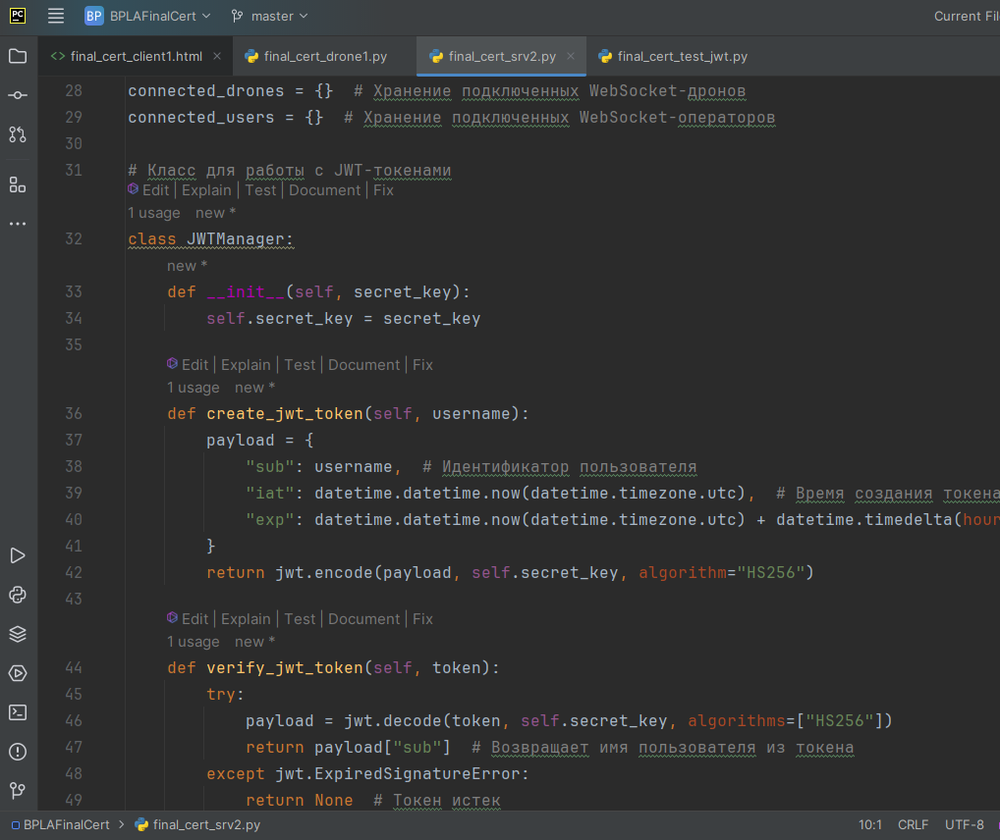 PC BP BPLAFinalCert master Current Fil
<> final_cert_client1.html × final_cert_drone1.py final_cert_srv2.py × final_cert_test_jwt.py
28 connected_drones = {}  # Хранение подключенных WebSocket-дронов
29 connected_users = {}  # Хранение подключенных WebSocket-операторов
30
31 # Класс для работы с JWT-токенами
Edit | Explain | Test | Document | Fix
1 usage new *
32 class JWTManager:
new *
33     def __init__(self, secret_key):
34         self.secret_key = secret_key
35
Edit | Explain | Test | Document | Fix
1 usage new *
36     def create_jwt_token(self, username):
37         payload = {
38             "sub": username,  # Идентификатор пользователя
39             "iat": datetime.datetime.now(datetime.timezone.utc),  # Время создания токена
40             "exp": datetime.datetime.now(datetime.timezone.utc) + datetime.timedelta(hour
41         }
42         return jwt.encode(payload, self.secret_key, algorithm="HS256")
43
Edit | Explain | Test | Document | Fix
1 usage new *
44     def verify_jwt_token(self, token):
45         try:
46             payload = jwt.decode(token, self.secret_key, algorithms=["HS256"])
47             return payload["sub"]  # Возвращает имя пользователя из токена
48         except jwt.ExpiredSignatureError:
49             return None  # Токен истек
BPLAFinalCert > final_cert_srv2.py 10:1 CRLF UTF-8